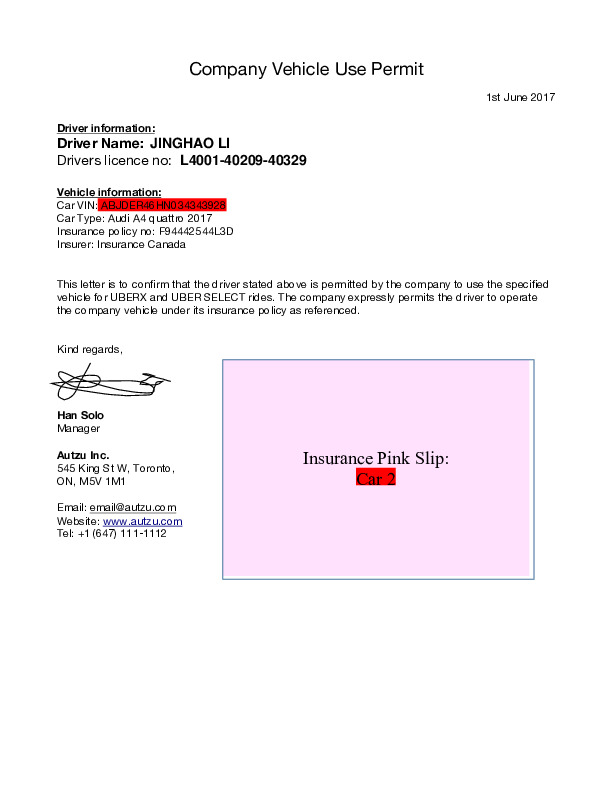 Company Vehicle Use Permit
1st June 2017
Driver information:
Driver Name: JINGHAO LI
Drivers licence no: L4001-40209-40329
Vehicle information:
Car VIN: ABJDER48HN034343928
Car Type: Audi A4 quattro 2017
Insurance policy no: F94442544L3D
Insurer: Insurance Canada
This letter is to confirm that the driver stated above is permitted by the company to use the specified
vehicle for UBERX and UBER SELECT rides. The company expressly permits the driver to operate
the company vehicle under its insurance policy as referenced.
Kind regards,
Han Solo
Manager
Autzu Inc.
545 King St W, Toronto,
ON, M5V 1M1
Email: email@autzu.com
Website: www.autzu.com
Tel: +1 (647) 111-1112
Insurance Pink Slip:
Car 2